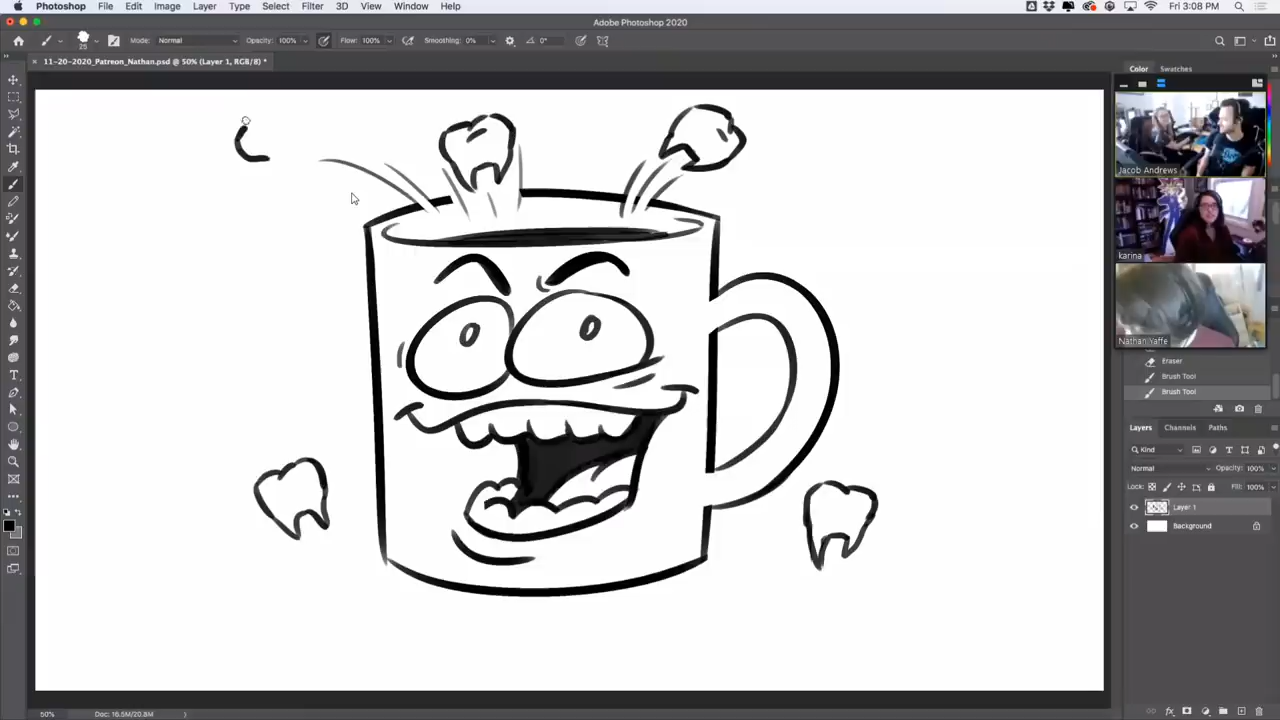 Photoshop File Edit Image Layer Type Select Filter 3D View Window Help Fri 3:08 PM
Adobe Photoshop 2020
25 Mode: Normal Opacity: 100% Flow: 100% Smoothing: 0% 0°
11-20-2020_Patreon_Nathan.psd @ 50% (Layer 1, RGB/8) *
Color Swatches
Jacob Andrews
karina
Nathan Yaffe
Eraser
Brush Tool
Brush Tool
Layers Channels Paths
Kind
Normal Opacity: 100%
Lock: Fill: 100%
Layer 1
Background
50% Doc: 16.5M/20.8M